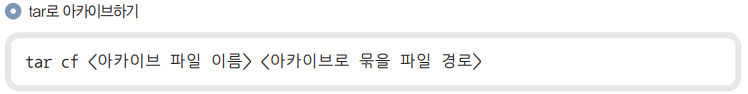 tar로 아카이브하기
tar cf <아카이브 파일 이름> <아카이브로 묶을 파일 경로>